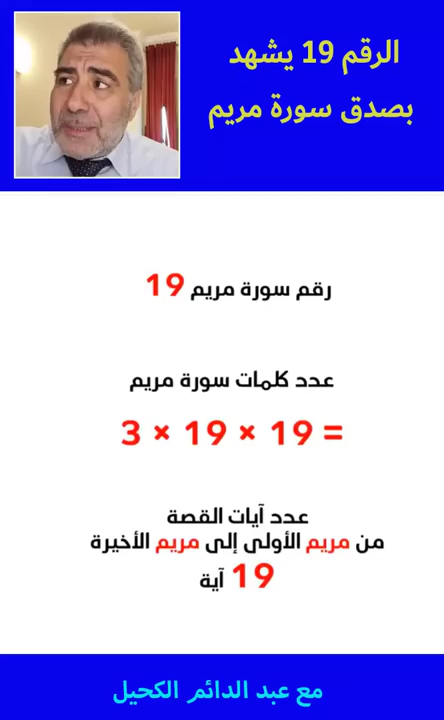 الرقم 19 يشهد
بصدق سورة مريم
رقم سورة مريم 19
عدد كلمات سورة مريم
= 19 × 19 × 3
عدد آيات القصة
من مريم الأولى إلى مريم الأخيرة
19 آية
مع عبد الدائم الكحيل